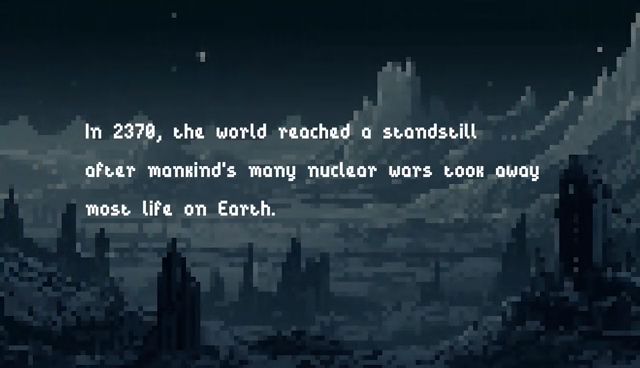 In 2370, the world reached a standstill
after mankind's many nuclear wars took away
most life on Earth.